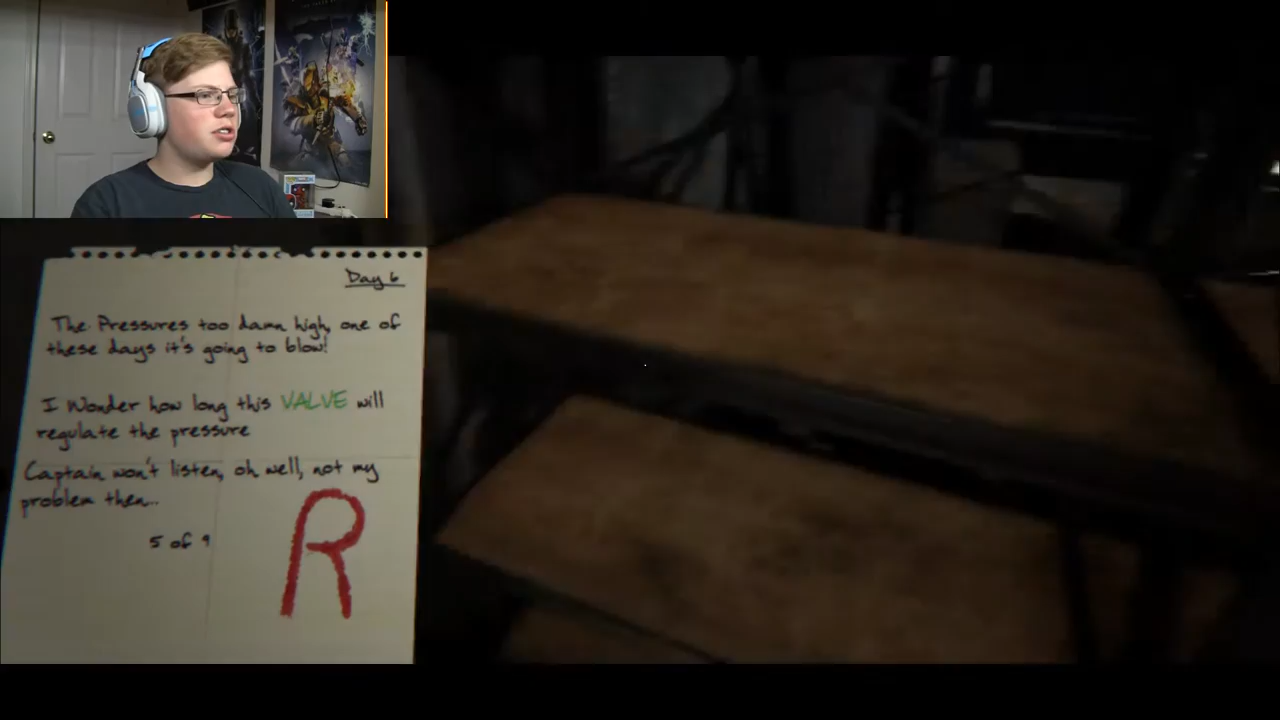 Day 6
The Pressures too damn high, one of
these days it's going to blow!
I Wonder how long this VALVE will
regulate the pressure
Captain won't listen, oh well, not my
problem then...
5 of 9
R